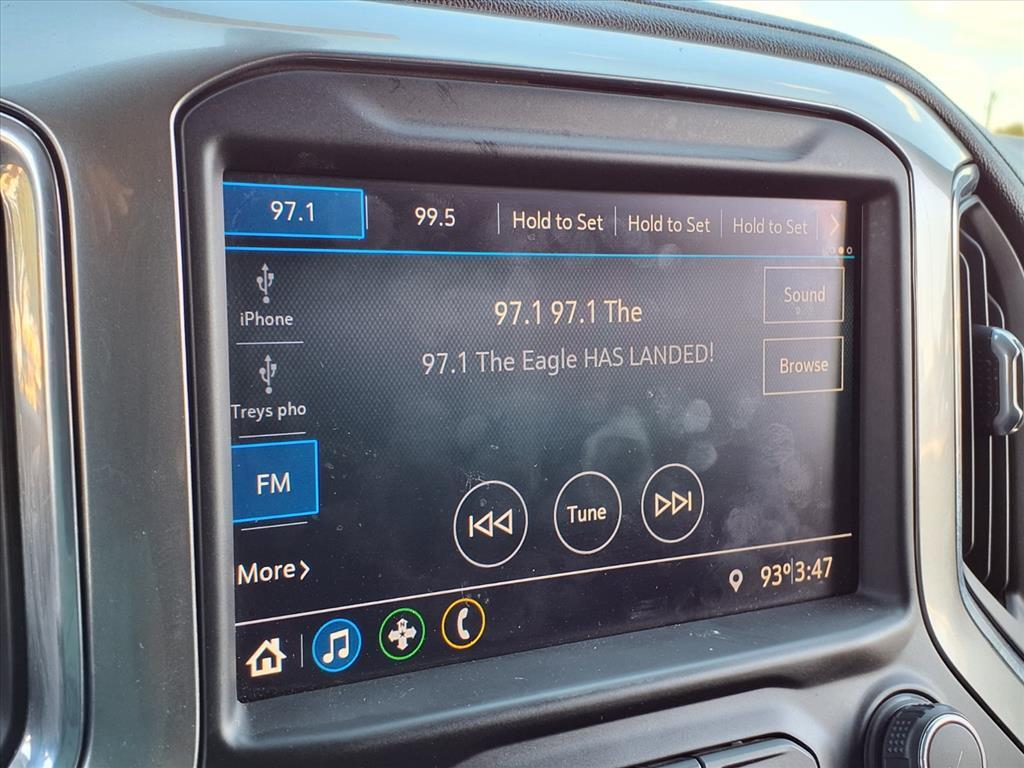 97.1 99.5 Hold to Set Hold to Set Hold to Set
iPhone
97.1 97.1 The
Sound
97.1 The Eagle HAS LANDED!
Browse
Treys pho
FM
Tune
More
93° 3:47
N